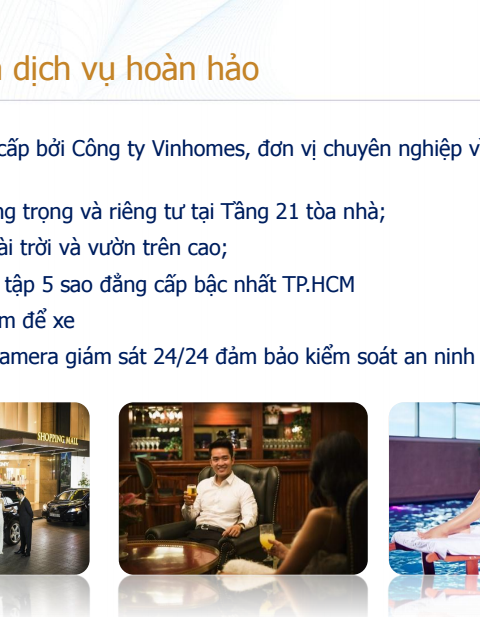 dịch vụ hoàn hảo
cấp bởi Công ty Vinhomes, đơn vị chuyên nghiệp v
ng trọng và riêng tư tại Tầng 21 tòa nhà;
ài trời và vườn trên cao;
tập 5 sao đẳng cấp bậc nhất TP.HCM
m để xe
amera giám sát 24/24 đảm bảo kiểm soát an ninh
SHOPPING MALL